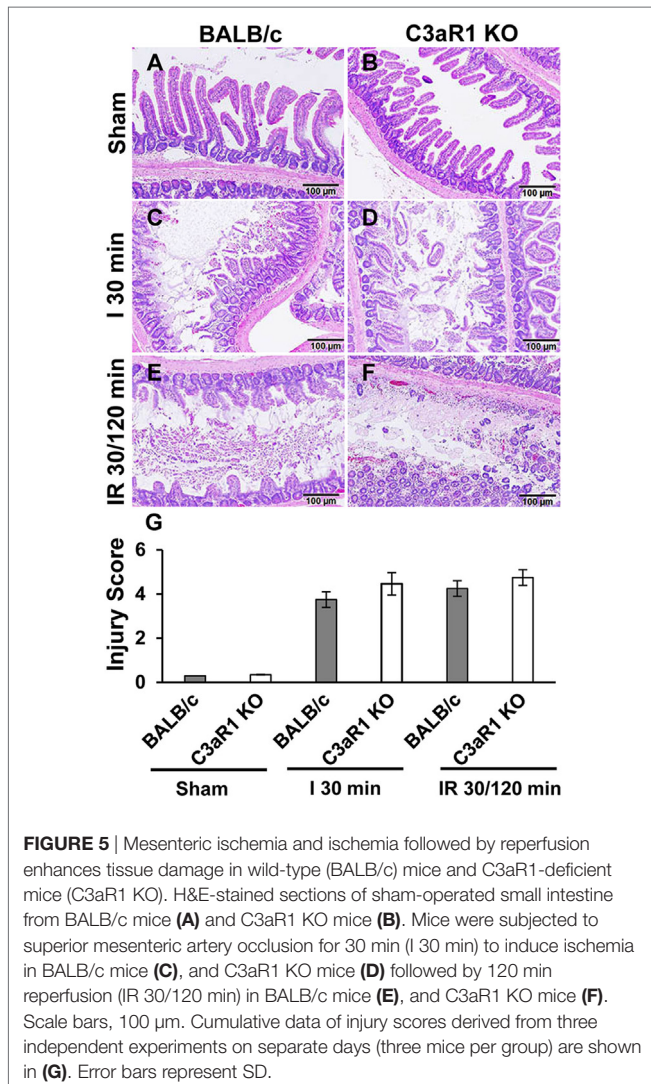 BALB/c
C3aR1 KO
Sham
A
100 µm
B
100 µm
I 30 min
C
100 µm
D
100 µm
IR 30/120 min
E
100 µm
F
100 µm
G
Injury Score
6
4
2
0
BALB/c
C3aR1 KO
BALB/c
C3aR1 KO
BALB/c
C3aR1 KO
Sham
I 30 min
IR 30/120 min
FIGURE 5 | Mesenteric ischemia and ischemia followed by reperfusion
enhances tissue damage in wild-type (BALB/c) mice and C3aR1-deficient
mice (C3aR1 KO). H&E-stained sections of sham-operated small intestine
from BALB/c mice (A) and C3aR1 KO mice (B). Mice were subjected to
superior mesenteric artery occlusion for 30 min (I 30 min) to induce ischemia
in BALB/c mice (C), and C3aR1 KO mice (D) followed by 120 min
reperfusion (IR 30/120 min) in BALB/c mice (E), and C3aR1 KO mice (F).
Scale bars, 100 µm. Cumulative data of injury scores derived from three
independent experiments on separate days (three mice per group) are shown
in (G). Error bars represent SD.